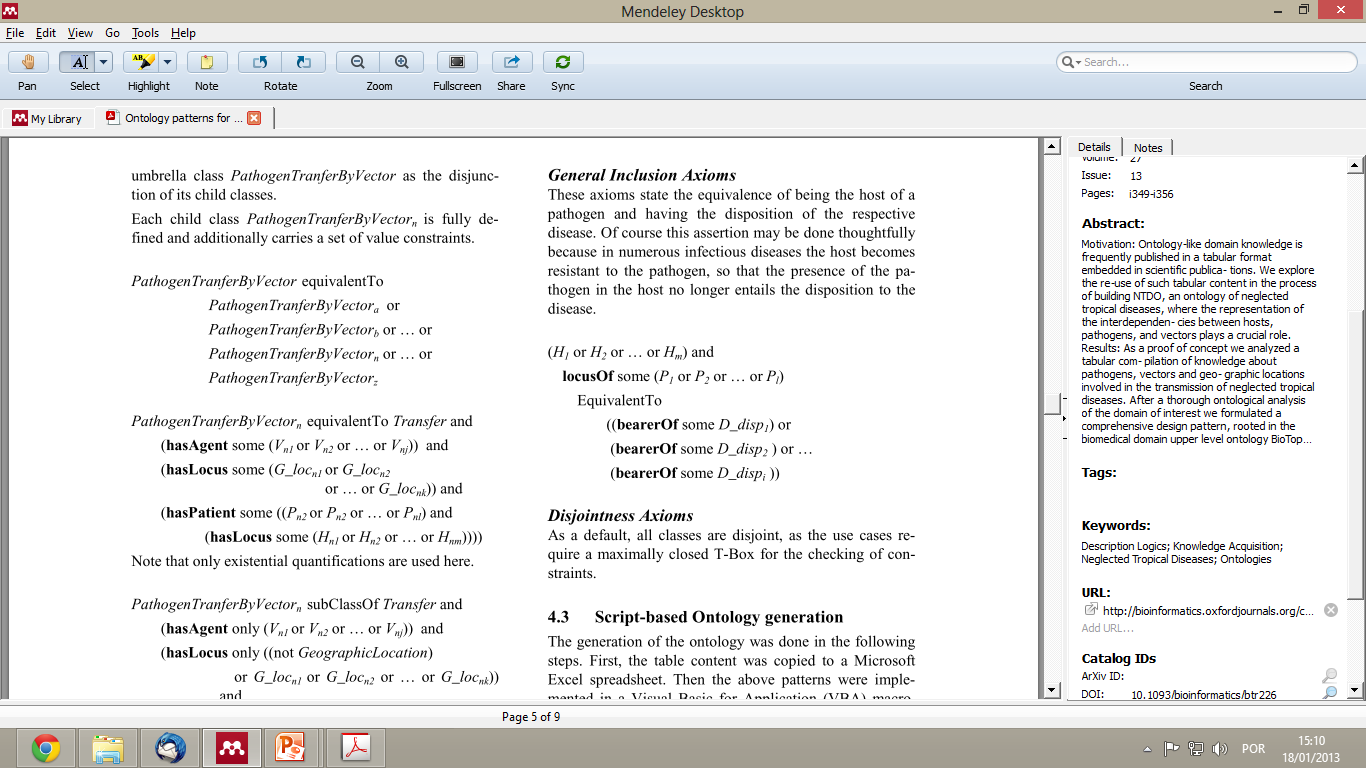 Mendeley Desktop
File Edit View Go Tools Help
Pan Select Highlight Note Rotate Zoom Fullscreen Share Sync
Search...
Search
My Library
Ontology patterns for ...
umbrella class PathogenTranferByVector as the disjunc-
tion of its child classes.
Each child class PathogenTranferByVectorn is fully de-
fined and additionally carries a set of value constraints.
PathogenTranferByVector equivalentTo
PathogenTranferByVectora or
PathogenTranferByVectorb or … or
PathogenTranferByVectorn or … or
PathogenTranferByVectorz
PathogenTranferByVectorn equivalentTo Transfer and
(hasAgent some (Vn1 or Vn2 or … or Vnj)) and
(hasLocus some (G_locn1 or G_locn2
or … or G_locnk)) and
(hasPatient some ((Pn2 or Pn2 or … or Pnl) and
(hasLocus some (Hn1 or Hn2 or … or Hnm))))
Note that only existential quantifications are used here.
PathogenTranferByVectorn subClassOf Transfer and
(hasAgent only (Vn1 or Vn2 or … or Vnj)) and
(hasLocus only ((not GeographicLocation)
or G_locn1 or G_locn2 or … or G_locnk))
and
General Inclusion Axioms
These axioms state the equivalence of being the host of a
pathogen and having the disposition of the respective
disease. Of course this assertion may be done thoughtfully
because in numerous infectious diseases the host becomes
resistant to the pathogen, so that the presence of the pa-
thogen in the host no longer entails the disposition to the
disease.
(H1 or H2 or … or Hm) and
locusOf some (P1 or P2 or … or Pl)
EquivalentTo
((bearerOf some D_disp1) or
(bearerOf some D_disp2 ) or …
(bearerOf some D_dispi ))
Disjointness Axioms
As a default, all classes are disjoint, as the use cases re-
quire a maximally closed T-Box for the checking of con-
straints.
4.3 Script-based Ontology generation
The generation of the ontology was done in the following
steps. First, the table content was copied to a Microsoft
Excel spreadsheet. Then the above patterns were imple-
mented in a Visual Basic for Application (VBA) macro.
Details Notes
Volume: 27
Issue: 13
Pages: i349-i356
Abstract:
Motivation: Ontology-like domain knowledge is
frequently published in a tabular format
embedded in scientific publica- tions. We explore
the re-use of such tabular content in the process
of building NTDO, an ontology of neglected
tropical diseases, where the representation of
the interdependen- cies between hosts,
pathogens, and vectors plays a crucial role.
Results: As a proof of concept we analyzed a
tabular com- pilation of knowledge about
pathogens, vectors and geo- graphic locations
involved in the transmission of neglected tropical
diseases. After a thorough ontological analysis
of the domain of interest we formulated a
comprehensive design pattern, rooted in the
biomedical domain upper level ontology BioTop...
Tags:
Keywords:
Description Logics; Knowledge Acquisition;
Neglected Tropical Diseases; Ontologies
URL:
http://bioinformatics.oxfordjournals.org/c...
Add URL...
Catalog IDs
ArXiv ID:
DOI: 10.1093/bioinformatics/btr226
Page 5 of 9
POR
15:10
18/01/2013